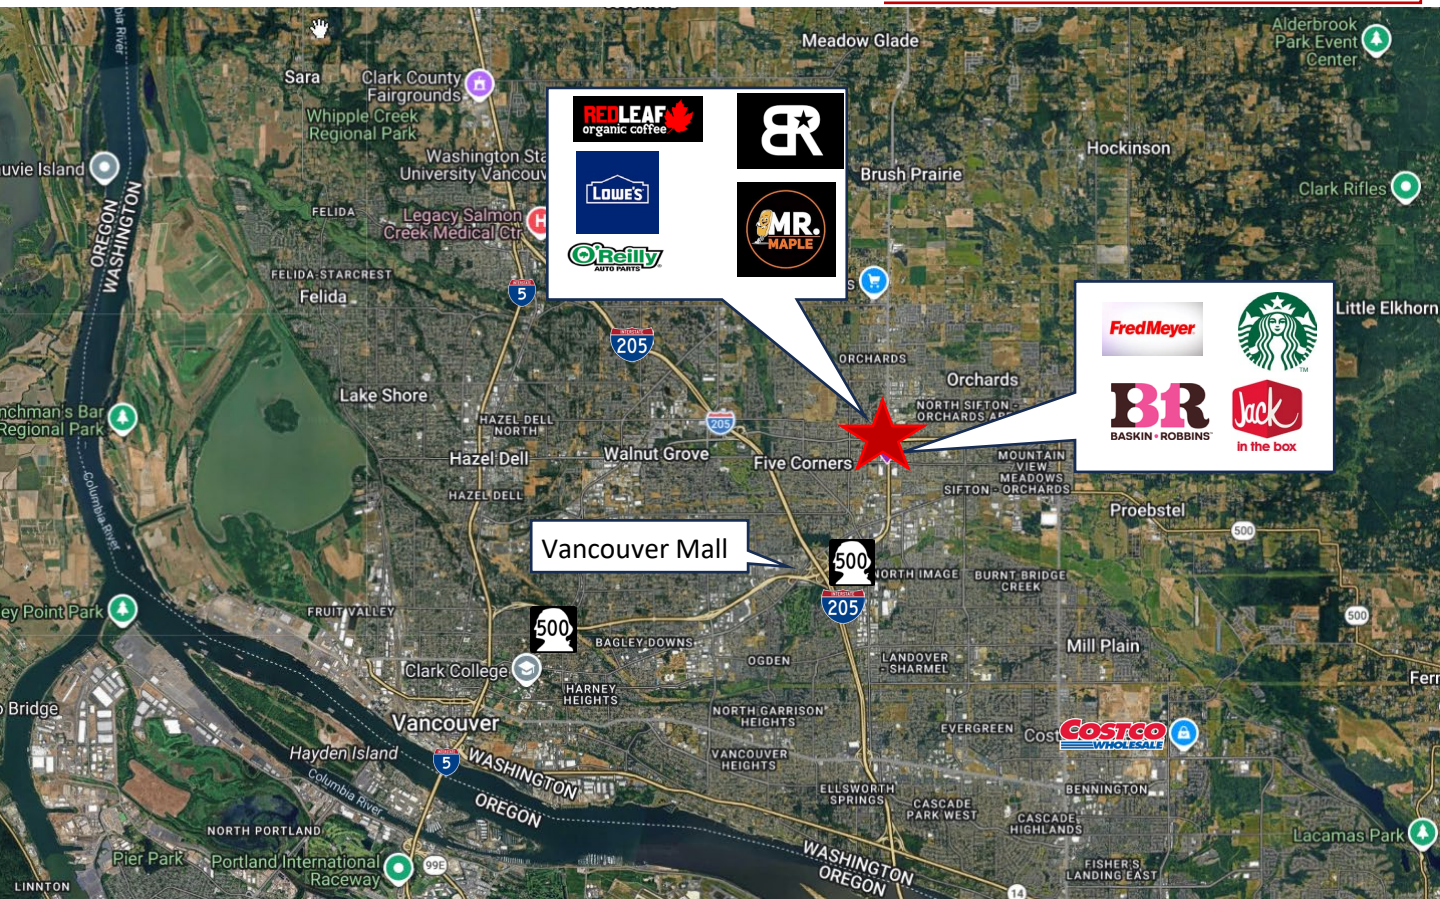 Meadow Glade
Alderbrook
Park Event
Center
Sara
Clark County
Fairgrounds
Whipple Creek
Regional Park
REDLEAF
organic coffee
BR
Hockinson
Washington Sta
University Vancouv
Brush Prairie
uvie Island
Clark Rifles
LOWE'S
MR.
MAPLE
FELIDA
Legacy Salmon
Creek Medical Ctr
H
OREGON
WASHINGTON
O'Reilly
AUTO PARTS
FELIDA-STARCREST
Felida
5
s
INTERSTATE
205
Little Elkhorn
FredMeyer
ORCHARDS
Orchards
Lake Shore
NORTH SIFTON -
ORCHARDS AR
BR
BASKIN·ROBBINS
Jack
in the box
nchman's Bar
Regional Park
HAZEL DELL
NORTH
205
Hazel Dell
Walnut Grove
Five Corners
MOUNTAIN
VIEW
MEADOWS
SIFTON - ORCHARDS
HAZEL DELL
Columbia River
Proebstel
500
Vancouver Mall
500
NORTH IMAGE
BURNT BRIDGE
CREEK
INTERSTATE
205
ey Point Park
FRUIT VALLEY
500
BAGLEY DOWNS
500
Mill Plain
OGDEN
LANDOVER
- SHARMEL
Clark College
HARNEY
HEIGHTS
Fern
o Bridge
Vancouver
NORTH GARRISON
HEIGHTS
EVERGREEN
Cost
COSTCO
WHOLESALE
Hayden Island
5
WASHINGTON
OREGON
VANCOUVER
HEIGHTS
Columbia River
ELLSWORTH
SPRINGS
BENNINGTON
CASCADE
PARK WEST
CASCADE
HIGHLANDS
NORTH PORTLAND
Lacamas Park
Pier Park
Portland International
Raceway
99E
WASHINGTON
OREGON
FISHER'S
LANDING EAST
LINNTON
14